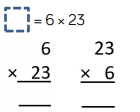 = 6 × 23
6 23
× 23 × 6